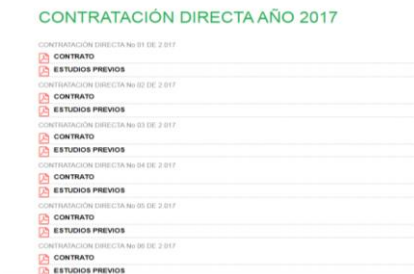 CONTRATACIÓN DIRECTA AÑO 2017
CONTRATACIÓN DIRECTA No 01 DE 2.017
CONTRATO
ESTUDIOS PREVIOS
CONTRATACIÓN DIRECTA No 02 DE 2.017
CONTRATO
ESTUDIOS PREVIOS
CONTRATACIÓN DIRECTA No 03 DE 2.017
CONTRATO
ESTUDIOS PREVIOS
CONTRATACIÓN DIRECTA No 04 DE 2.017
CONTRATO
ESTUDIOS PREVIOS
CONTRATACIÓN DIRECTA No 05 DE 2.017
CONTRATO
ESTUDIOS PREVIOS
CONTRATACIÓN DIRECTA No 06 DE 2.017
CONTRATO
ESTUDIOS PREVIOS